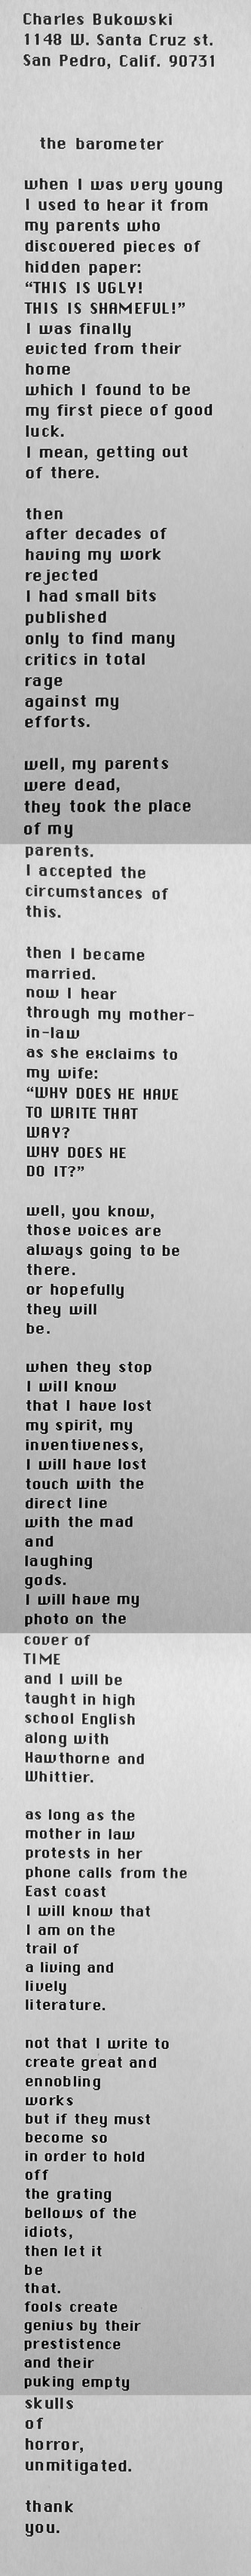 Charles Bukowski
1148 W. Santa Cruz st.
San Pedro, Calif. 90731
the barometer
when I was very young
I used to hear it from
my parents who
discovered pieces of
hidden paper:
“THIS IS UGLY!
THIS IS SHAMEFUL!”
I was finally
evicted from their
home
which I found to be
my first piece of good
luck.
I mean, getting out
of there.
then
after decades of
having my work
rejected
I had small bits
published
only to find many
critics in total
rage
against my
efforts.
well, my parents
were dead,
they took the place
of my
parents.
I accepted the
circumstances of
this.
then I became
married.
now I hear
through my mother-
in-law
as she exclaims to
my wife:
“WHY DOES HE HAVE
TO WRITE THAT
WAY?
WHY DOES HE
DO IT?”
well, you know,
those voices are
always going to be
there.
or hopefully
they will
be.
when they stop
I will know
that I have lost
my spirit, my
inventiveness,
I will have lost
touch with the
direct line
with the mad
and
laughing
gods.
I will have my
photo on the
cover of
TIME
and I will be
taught in high
school English
along with
Hawthorne and
Whittier.
as long as the
mother in law
protests in her
phone calls from the
East coast
I will know that
I am on the
trail of
a living and
lively
literature.
not that I write to
create great and
ennobling
works
but if they must
become so
in order to hold
off
the grating
bellows of the
idiots,
then let it
be
that.
fools create
genius by their
prestistence
and their
puking empty
skulls
of
horror,
unmitigated.
thank
you.